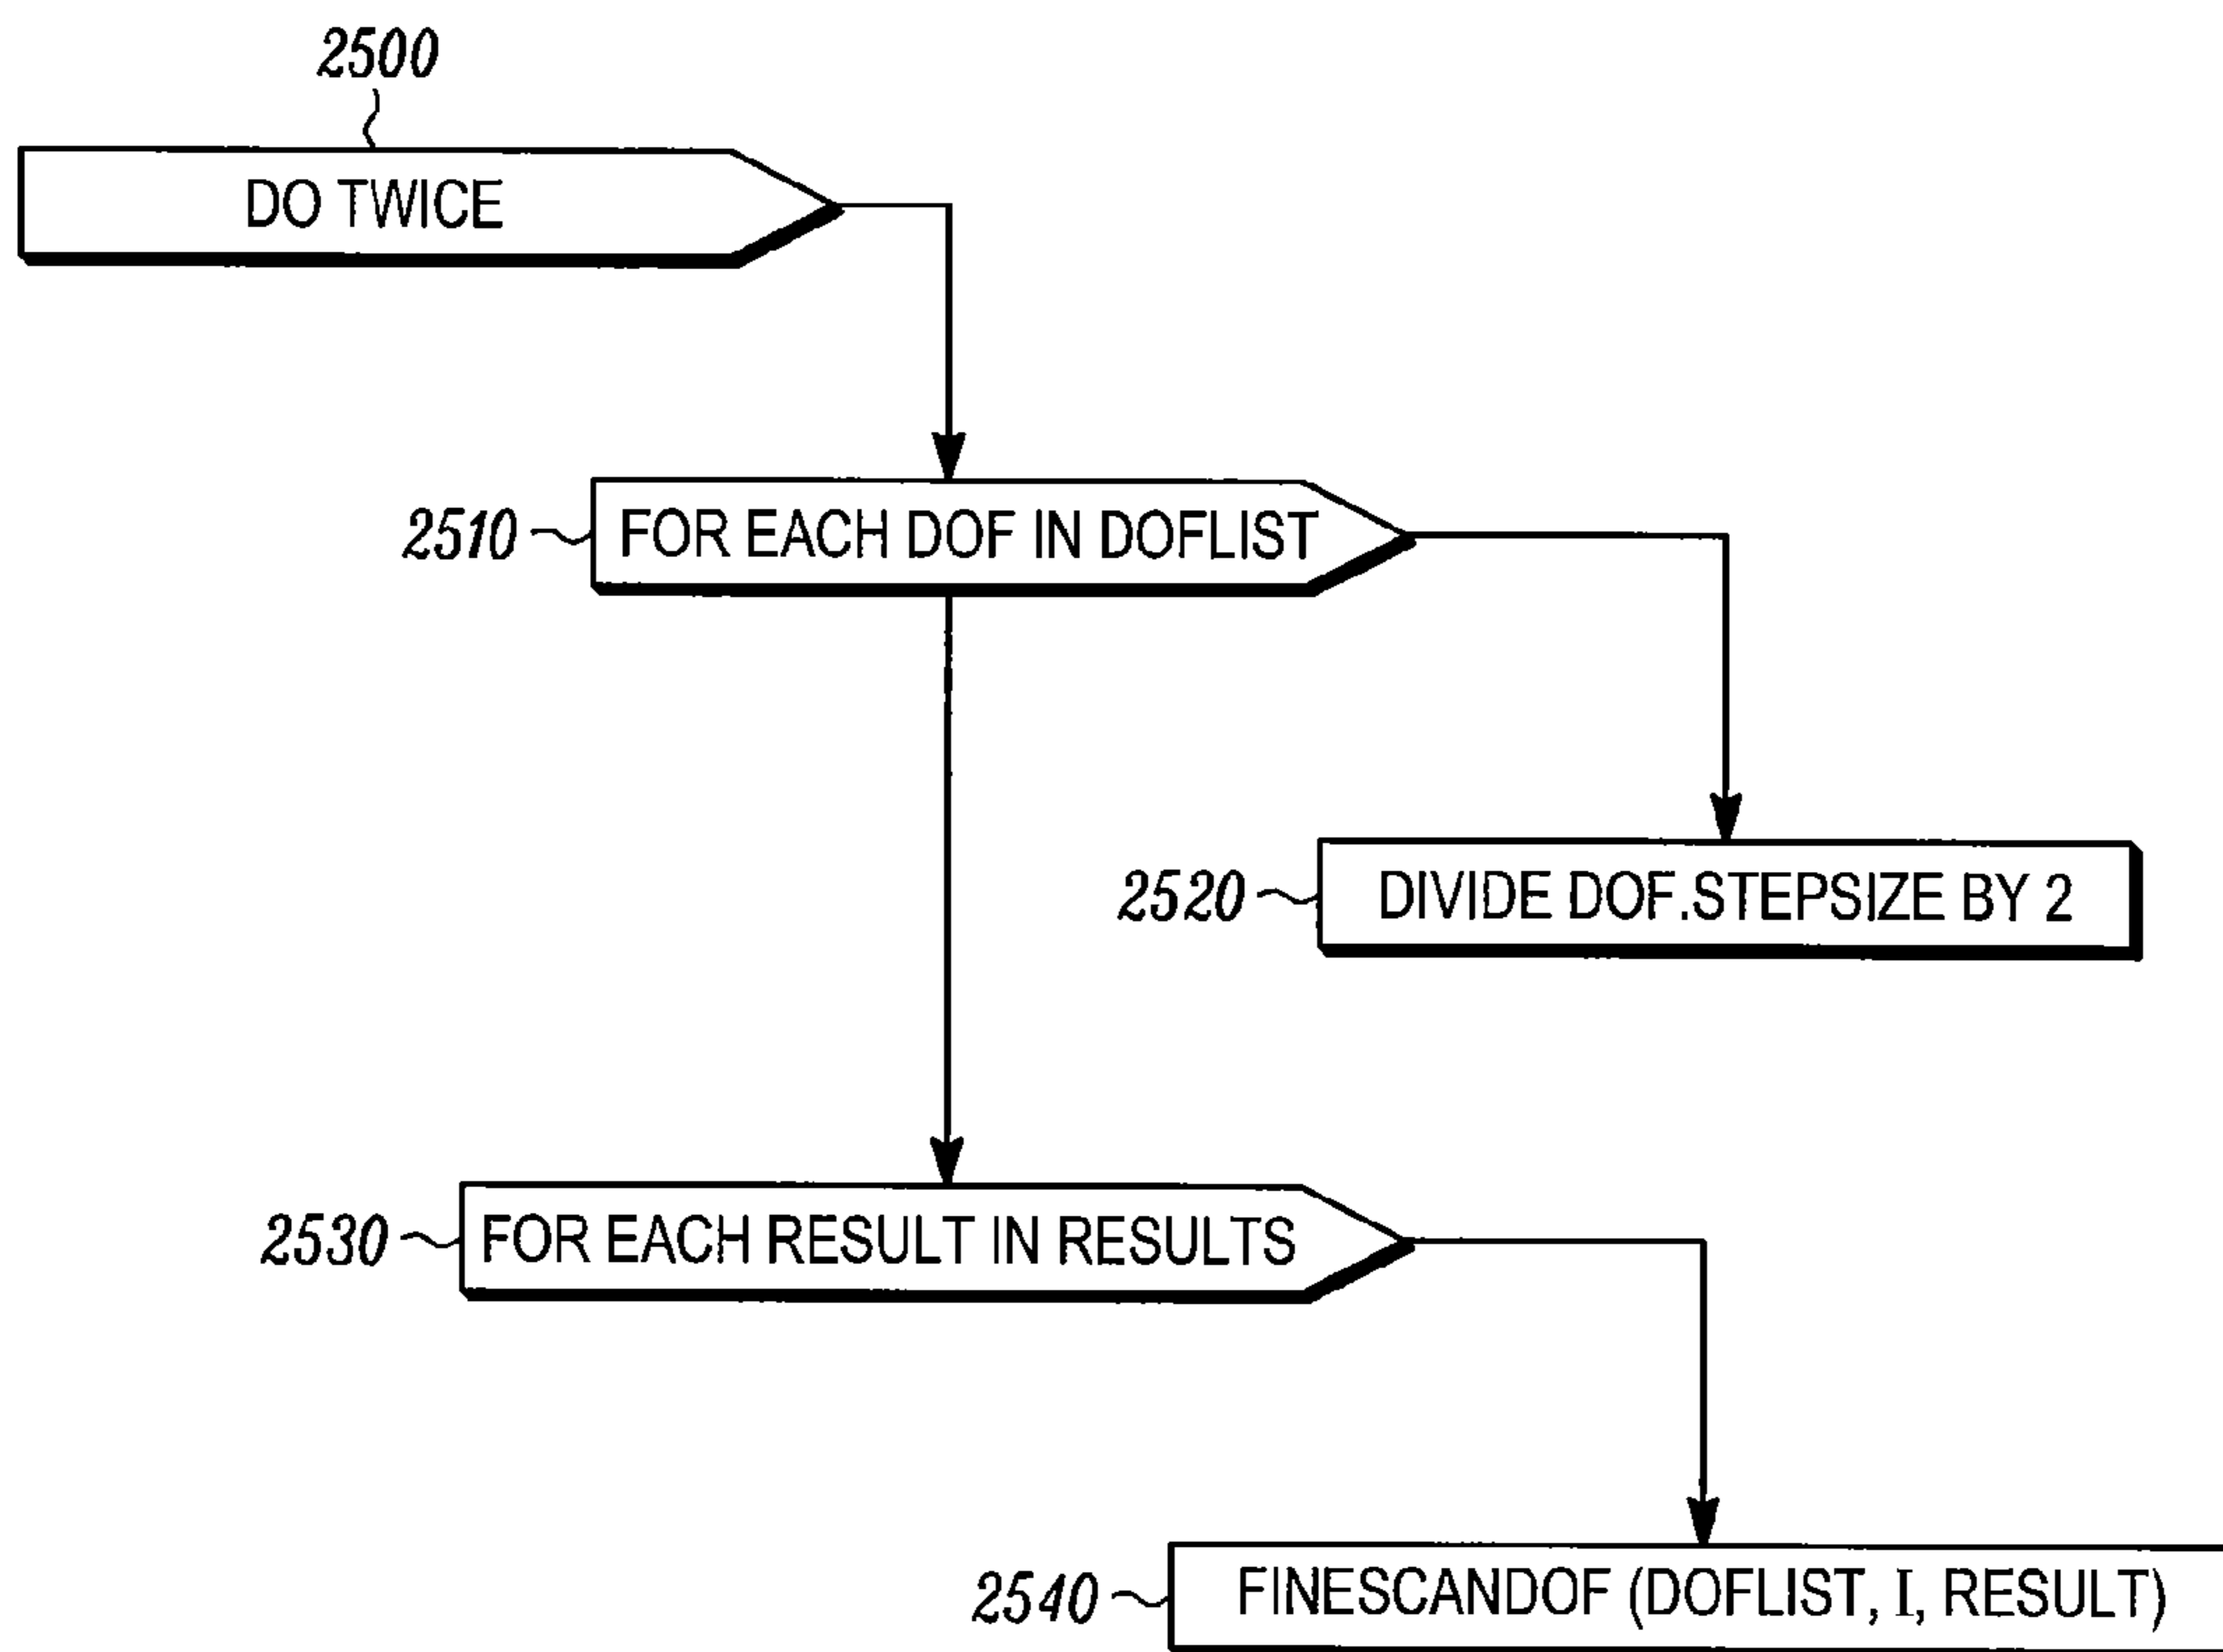 2500
DO TWICE
2510
FOR EACH DOF IN DOFLIST
2520
DIVIDE DOF.STEPSIZE BY 2
2530
FOR EACH RESULT IN RESULTS
2540
FINESCANDOF (DOFLIST, I, RESULT)